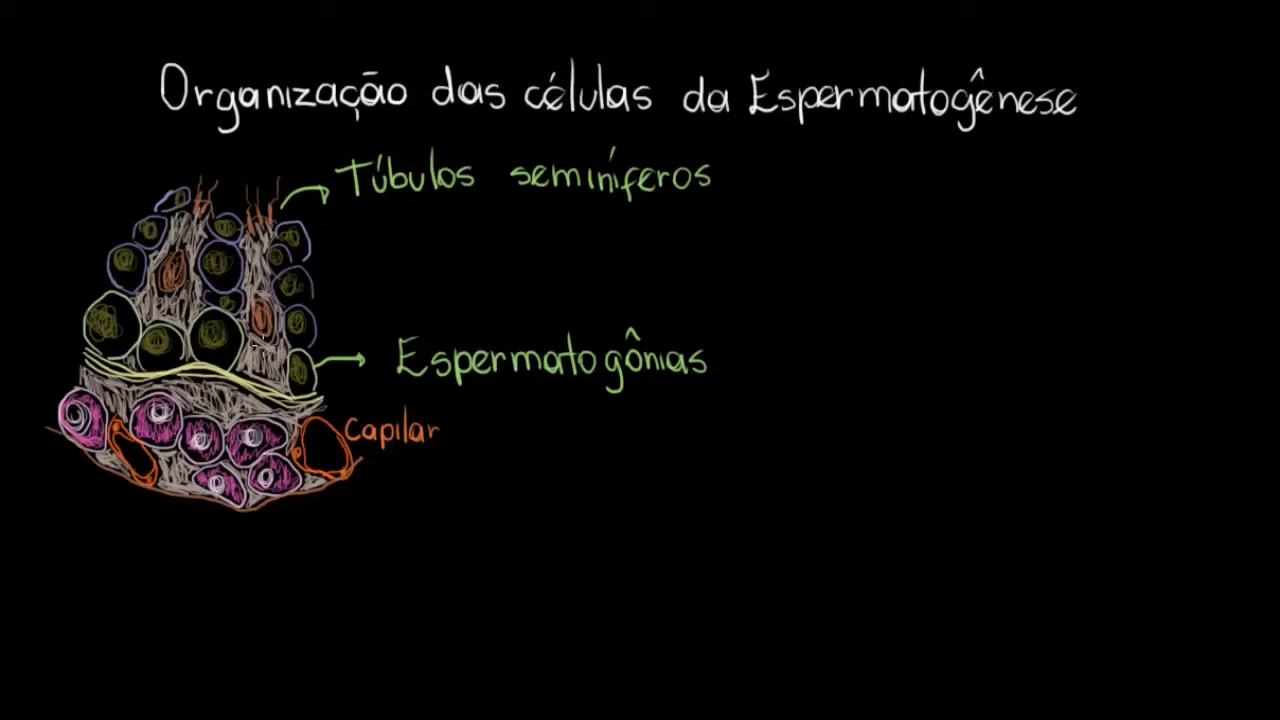 Organização das células da Espermatogênese
Túbulos seminíferos
Espermatogônias
capilar